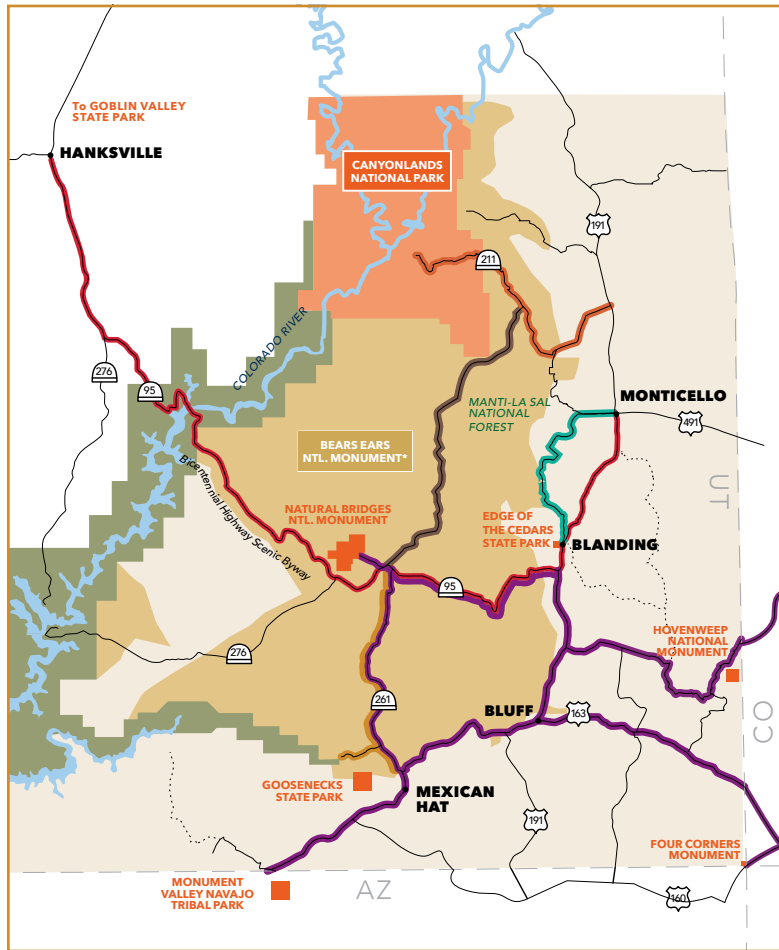 To GOBLIN VALLEY
STATE PARK
HANKSVILLE
CANYONLANDS
NATIONAL PARK
191
211
COLORADO RIVER
276
95
MANTI-LA SAL
NATIONAL
FOREST
MONTICELLO
491
BEARS EARS
NTL. MONUMENT*
UT
Bicentennial Highway Scenic Byway
NATURAL BRIDGES
NTL. MONUMENT
EDGE OF
THE CEDARS
STATE PARK
BLANDING
95
HOVENWEEP
NATIONAL
MONUMENT
276
261
BLUFF
163
CO
GOOSENECKS
STATE PARK
MEXICAN
HAT
191
FOUR CORNERS
MONUMENT
MONUMENT
VALLEY NAVAJO
TRIBAL PARK
AZ
160